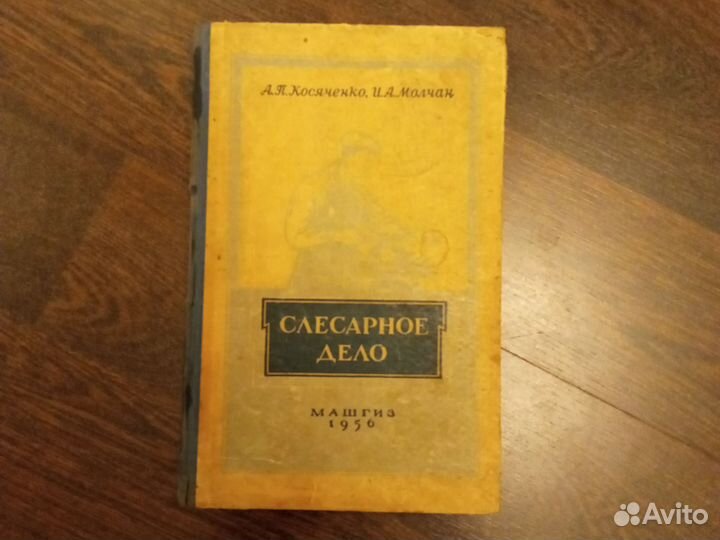 А.П.Косяченко, И.А.Молчан
СЛЕСАРНОЕ
ДЕЛО
МАШГИЗ
1956
Avito